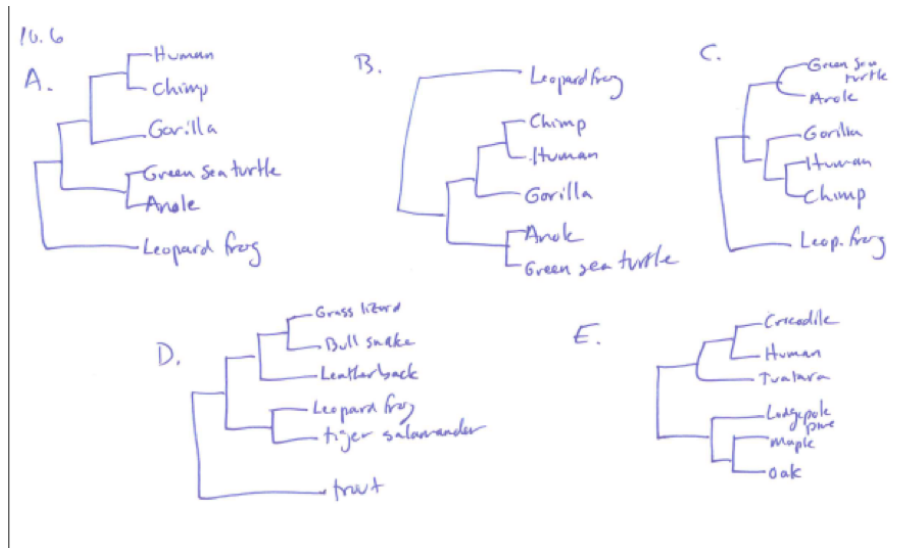 10.6
A.
Human
Chimp
Gorilla
Green sea turtle
Anole
Leopard frog
B.
Leopard frog
Chimp
Human
Gorilla
Anole
Green sea turtle
C.
Green sea
turtle
Anole
Gorilla
Human
Chimp
Leop. frog
D.
Grass lizard
Bull snake
Leatherback
Leopard frog
tiger salamander
trout
E.
Crocodile
Human
Tuatara
Lodgepole
pine
Maple
oak